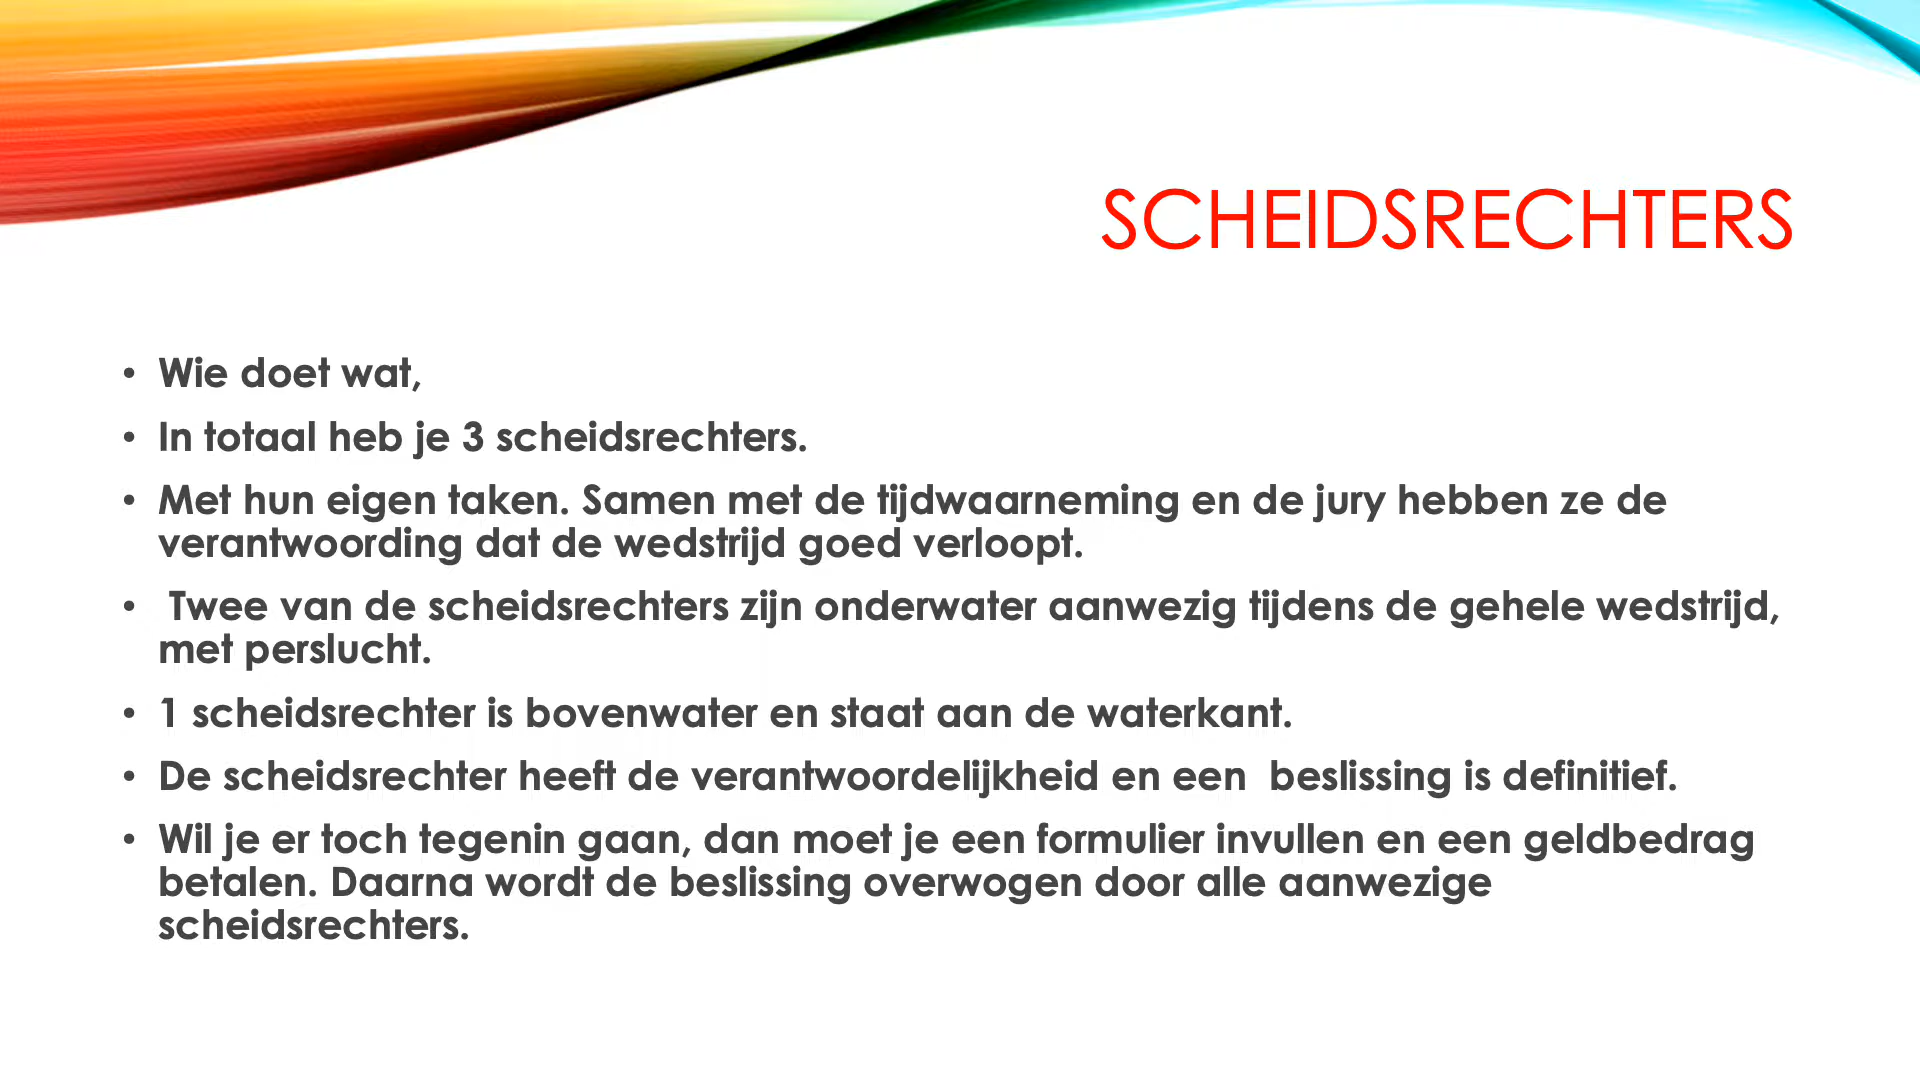 SCHEIDSRECHTERS
• Wie doet wat,
• In totaal heb je 3 scheidsrechters.
• Met hun eigen taken. Samen met de tijdwaarneming en de jury hebben ze de
verantwoording dat de wedstrijd goed verloopt.
• Twee van de scheidsrechters zijn onderwater aanwezig tijdens de gehele wedstrijd,
met perslucht.
• 1 scheidsrechter is bovenwater en staat aan de waterkant.
• De scheidsrechter heeft de verantwoordelijkheid en een  beslissing is definitief.
• Wil je er toch tegenin gaan, dan moet je een formulier invullen en een geldbedrag
betalen. Daarna wordt de beslissing overwogen door alle aanwezige
scheidsrechters.